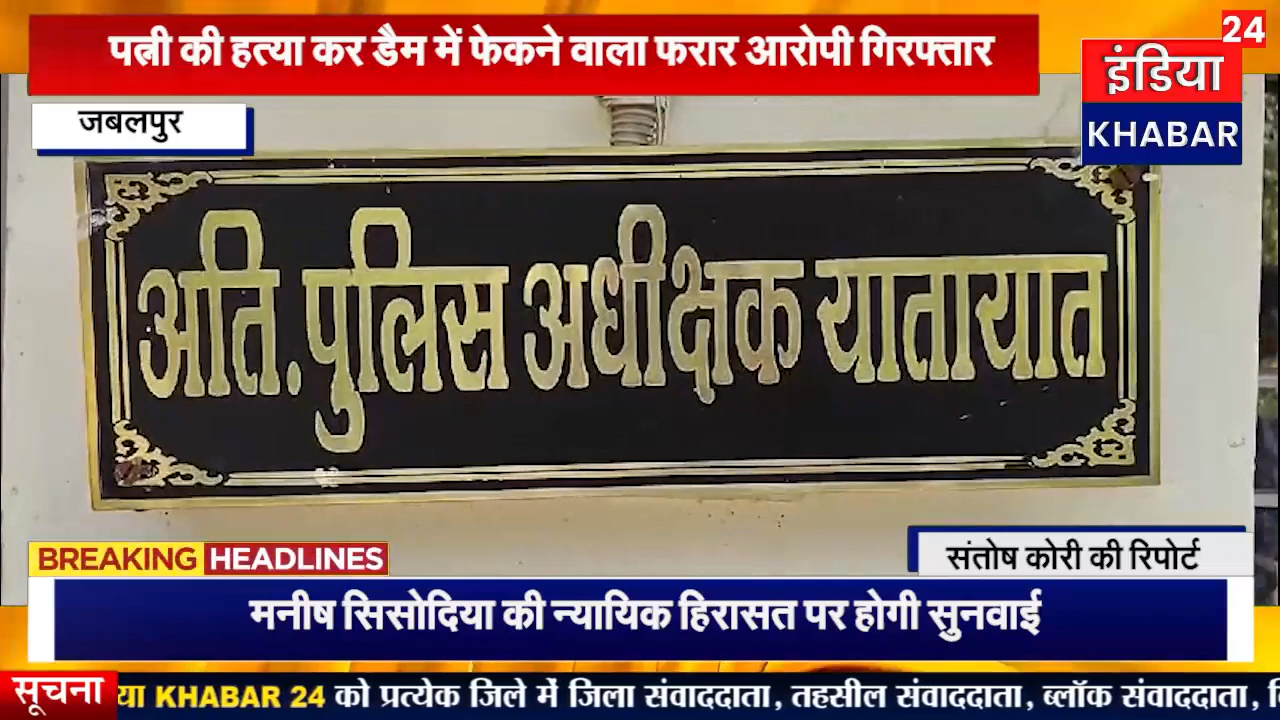 24
पत्नी की हत्या कर डैम में फेकने वाला फरार आरोपी गिरफ्तार
इंडिया
KHABAR
जबलपुर
अति. पुलिस अधीक्षक यातायात
BREAKING HEADLINES
संतोष कोरी की रिपोर्ट
मनीष सिसोदिया की न्यायिक हिरासत पर होगी सुनवाई
सूचना
या KHABAR 24 को प्रत्येक जिले में जिला संवाददाता, तहसील संवाददाता, ब्लॉक संवाददाता,